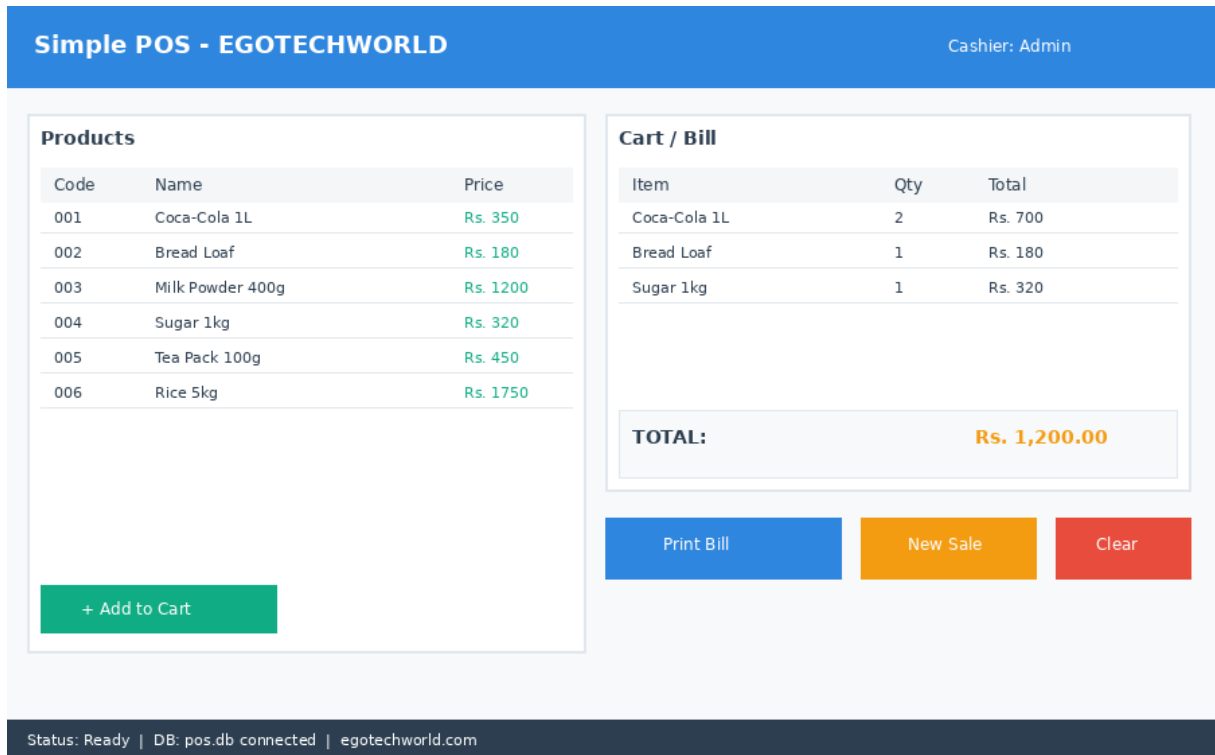 Simple POS - EGOTECHWORLD
Cashier: Admin
Products
Code Name Price
001 Coca-Cola 1L Rs. 350
002 Bread Loaf Rs. 180
003 Milk Powder 400g Rs. 1200
004 Sugar 1kg Rs. 320
005 Tea Pack 100g Rs. 450
006 Rice 5kg Rs. 1750
+ Add to Cart
Cart / Bill
Item Qty Total
Coca-Cola 1L 2 Rs. 700
Bread Loaf 1 Rs. 180
Sugar 1kg 1 Rs. 320
TOTAL: Rs. 1,200.00
Print Bill
New Sale
Clear
Status: Ready | DB: pos.db connected | egotechworld.com